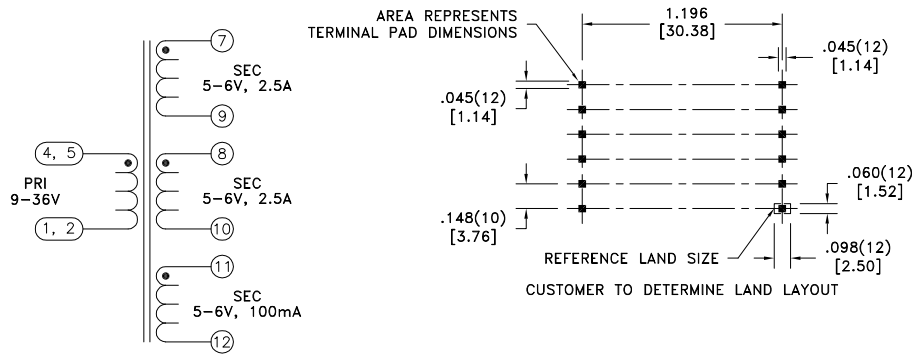 7
SEC
5-6V, 2.5A
9
4, 5
PRI
9-36V
1, 2
8
SEC
5-6V, 2.5A
10
11
SEC
5-6V, 100mA
12
AREA REPRESENTS
TERMINAL PAD DIMENSIONS
1.196
[30.38]
.045(12)
[1.14]
.045(12)
[1.14]
.060(12)
[1.52]
.148(10)
[3.76]
REFERENCE LAND SIZE
.098(12)
[2.50]
CUSTOMER TO DETERMINE LAND LAYOUT